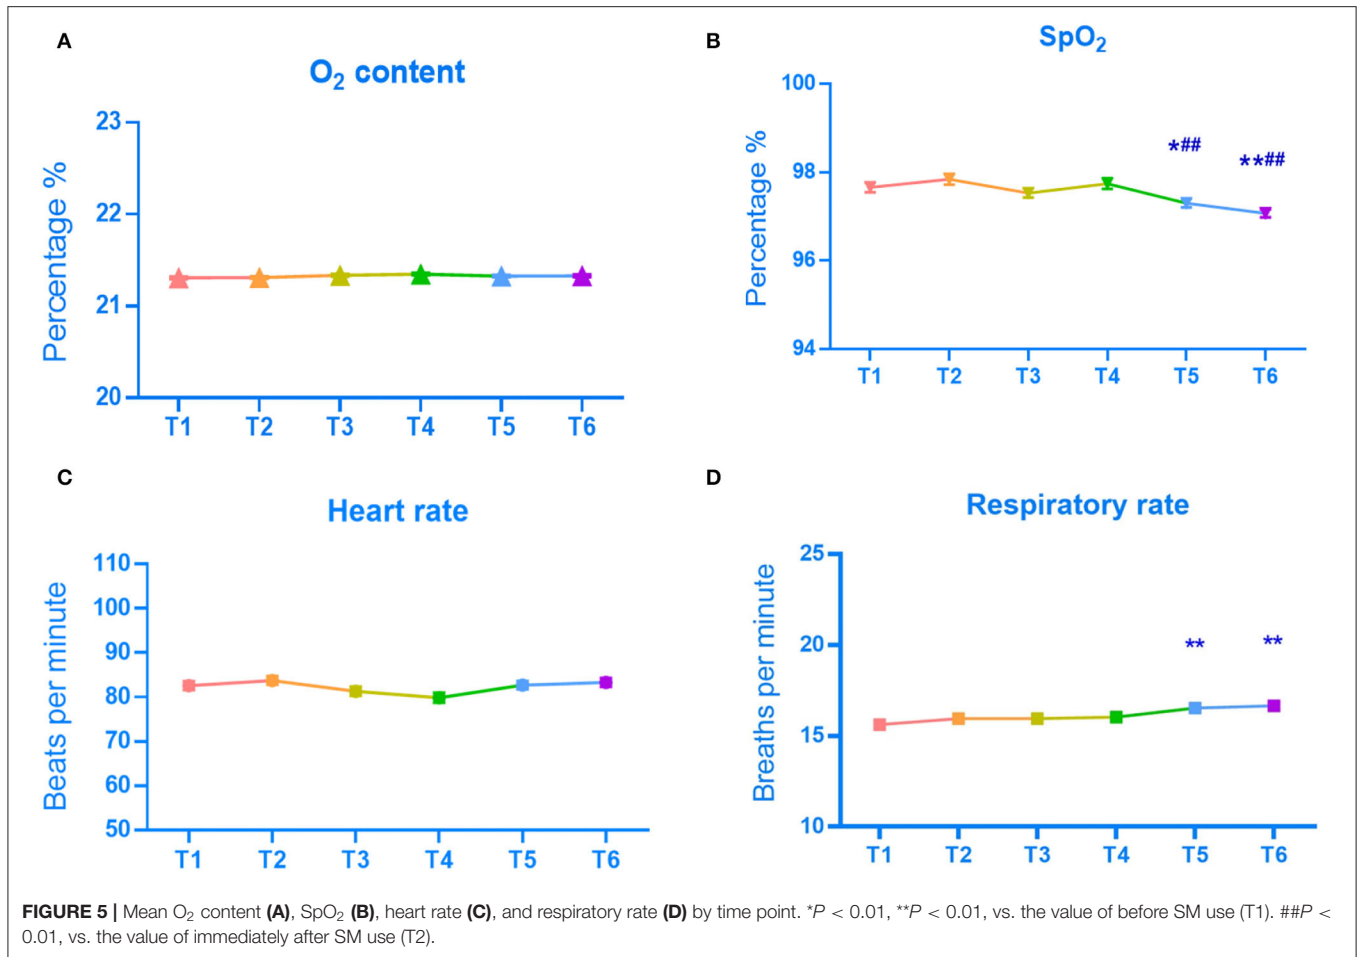 A
O2 content
Percentage %
23
22
21
20
T1 T2 T3 T4 T5 T6
B
SpO2
Percentage %
100
98
96
94
*##
**##
T1 T2 T3 T4 T5 T6
C
Heart rate
Beats per minute
110
100
90
80
70
60
50
T1 T2 T3 T4 T5 T6
D
Respiratory rate
Breaths per minute
25
20
15
10
**
**
T1 T2 T3 T4 T5 T6
FIGURE 5 | Mean O2 content (A), SpO2 (B), heart rate (C), and respiratory rate (D) by time point. *P < 0.01, **P < 0.01, vs. the value of before SM use (T1). ##P <
0.01, vs. the value of immediately after SM use (T2).